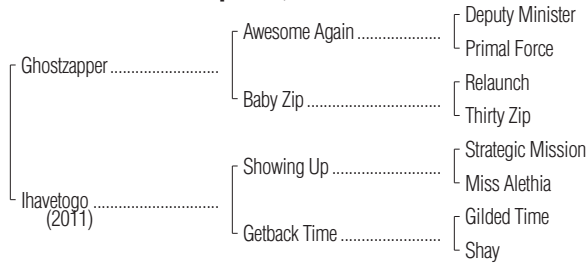 Deputy Minister
Awesome Again ....................
Primal Force
Ghostzapper ..........................
Relaunch
Baby Zip ..............................
Thirty Zip
Strategic Mission
Showing Up .........................
Miss Alethia
Ihavetogo ..............................
(2011)
Gilded Time
Getback Time .......................
Shay